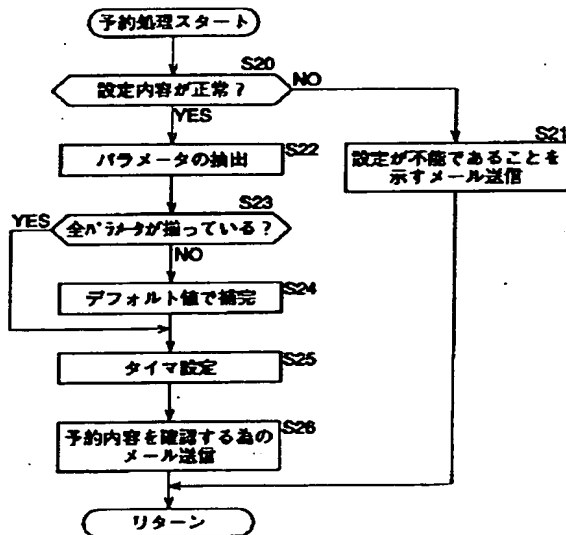 予約処理スタート
S20
設定内容が正常?
NO
YES
S21
設定が不能であることを
示すメール送信
S22
パラメータの抽出
S23
YES
全パラメータが揃っている?
NO
S24
デフォルト値で補完
S25
タイマ設定
S26
予約内容を確認する為の
メール送信
リターン